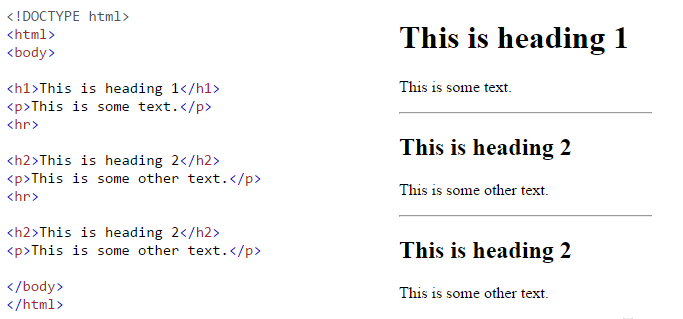 <!DOCTYPE html>
<html>
<body>
<h1>This is heading 1</h1>
<p>This is some text.</p>
<hr>
<h2>This is heading 2</h2>
<p>This is some other text.</p>
<hr>
<h2>This is heading 2</h2>
<p>This is some other text.</p>
</body>
</html>
This is heading 1
This is some text.
This is heading 2
This is some other text.
This is heading 2
This is some other text.